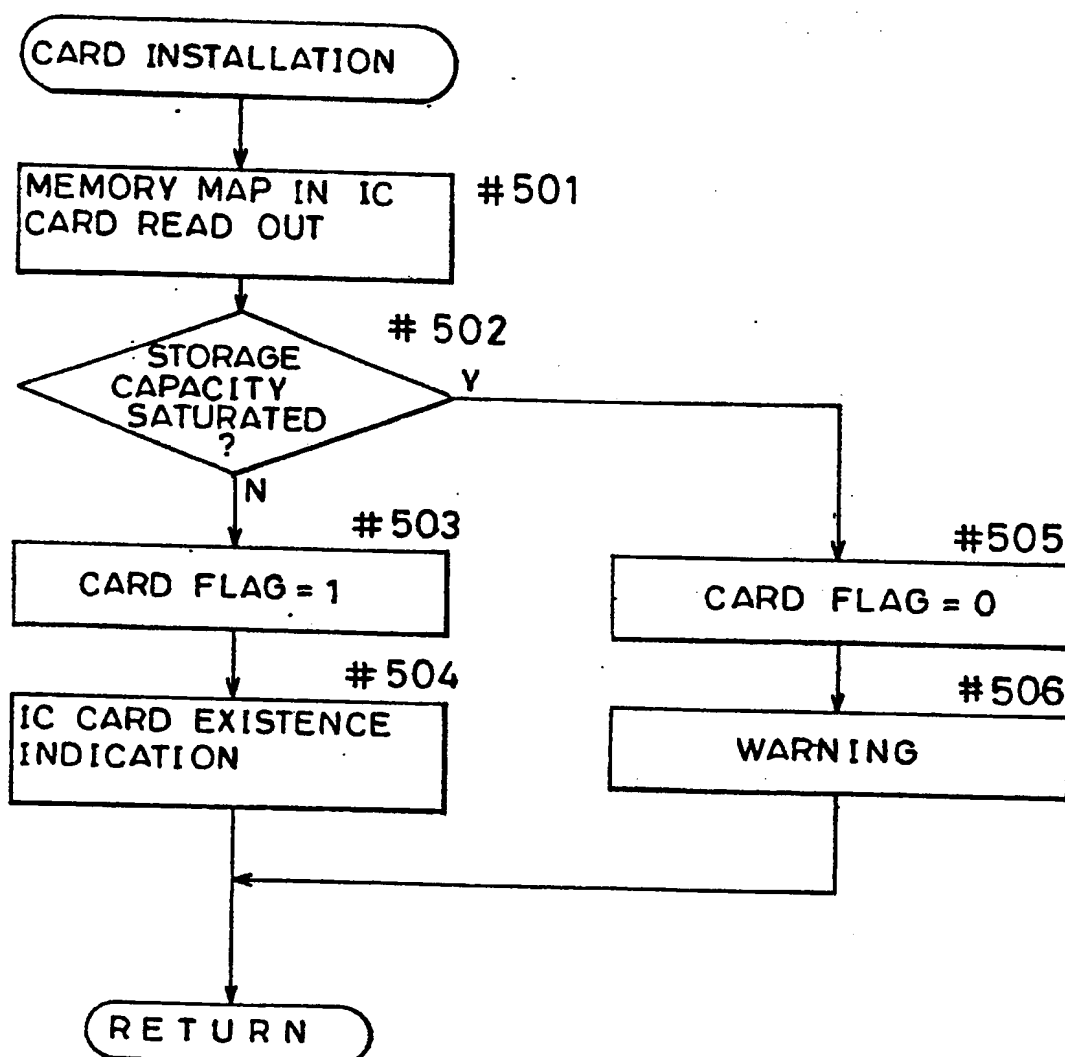 CARD INSTALLATION
MEMORY MAP IN IC
CARD READ OUT
#501
#502
STORAGE
CAPACITY
SATURATED
?
Y
N
#503
CARD FLAG = 1
#504
IC CARD EXISTENCE
INDICATION
#505
CARD FLAG = 0
#506
WARNING
RETURN